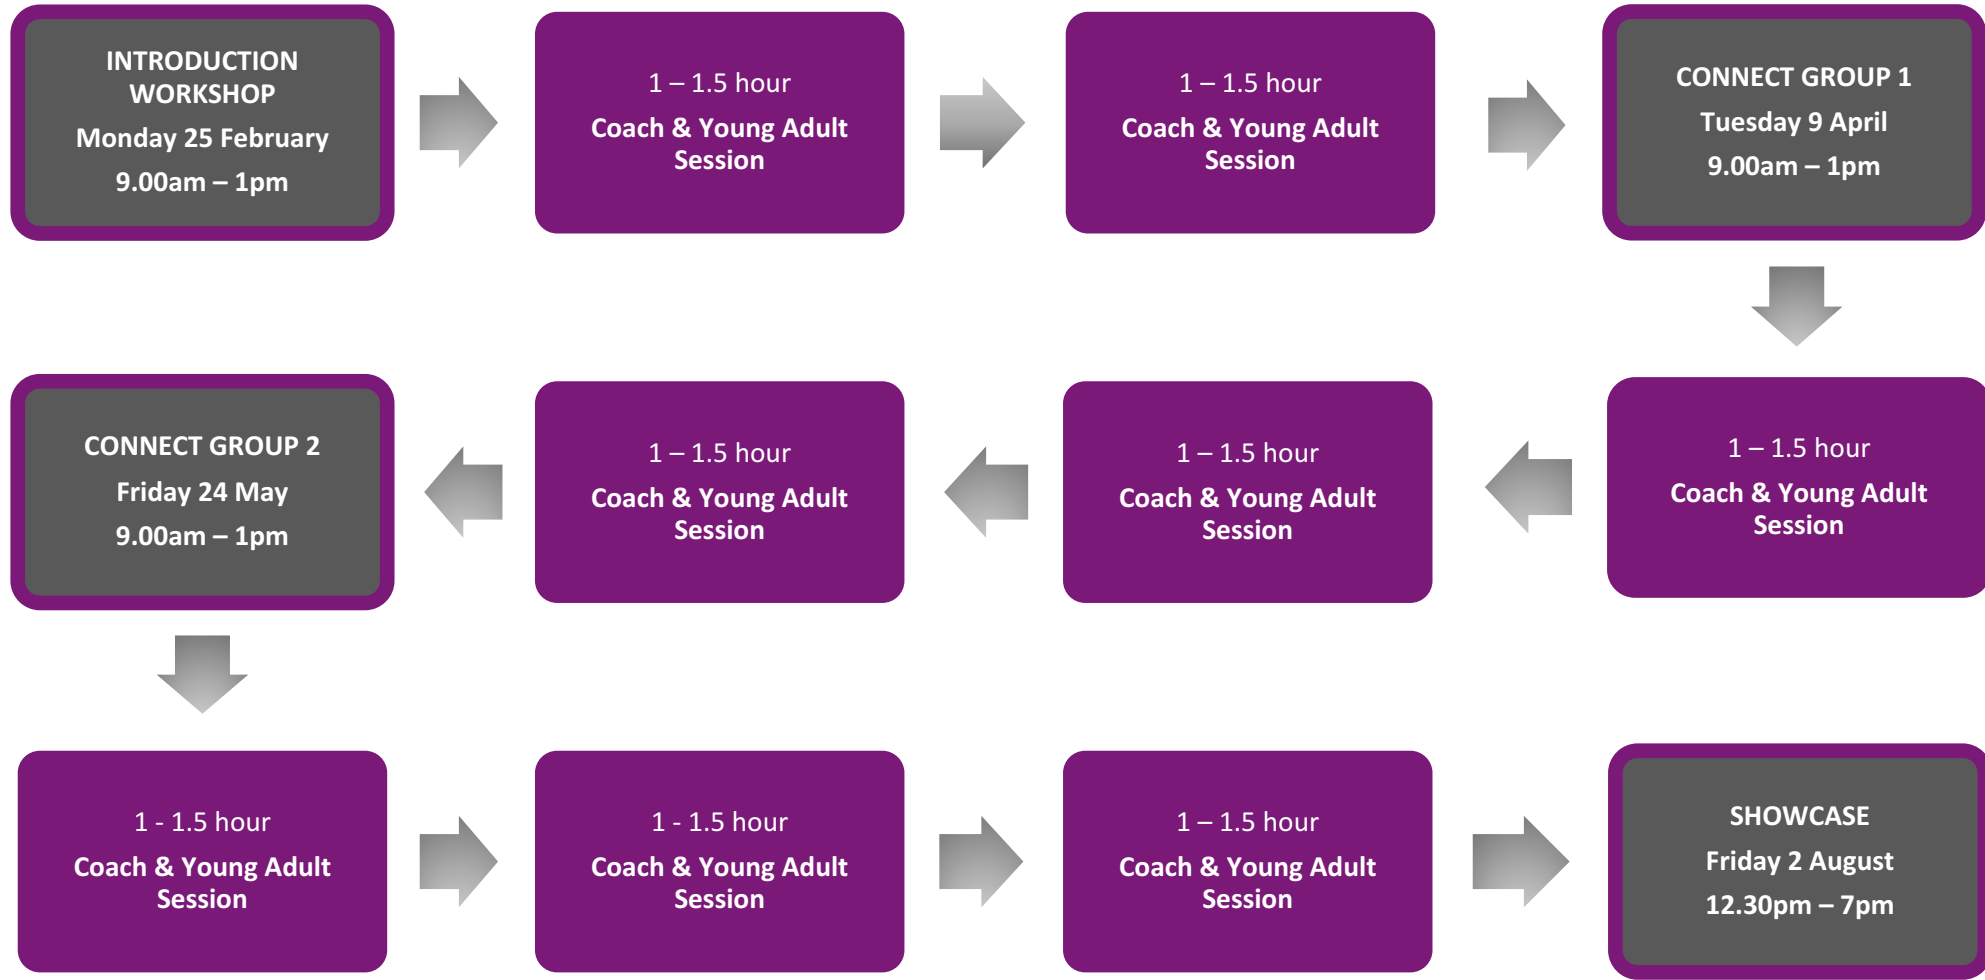 INTRODUCTION
WORKSHOP
Monday 25 February
9.00am – 1pm
1 – 1.5 hour
Coach & Young Adult
Session
1 – 1.5 hour
Coach & Young Adult
Session
CONNECT GROUP 1
Tuesday 9 April
9.00am – 1pm
1 – 1.5 hour
Coach & Young Adult
Session
1 – 1.5 hour
Coach & Young Adult
Session
1 – 1.5 hour
Coach & Young Adult
Session
CONNECT GROUP 2
Friday 24 May
9.00am – 1pm
1 - 1.5 hour
Coach & Young Adult
Session
1 - 1.5 hour
Coach & Young Adult
Session
1 – 1.5 hour
Coach & Young Adult
Session
SHOWCASE
Friday 2 August
12.30pm – 7pm